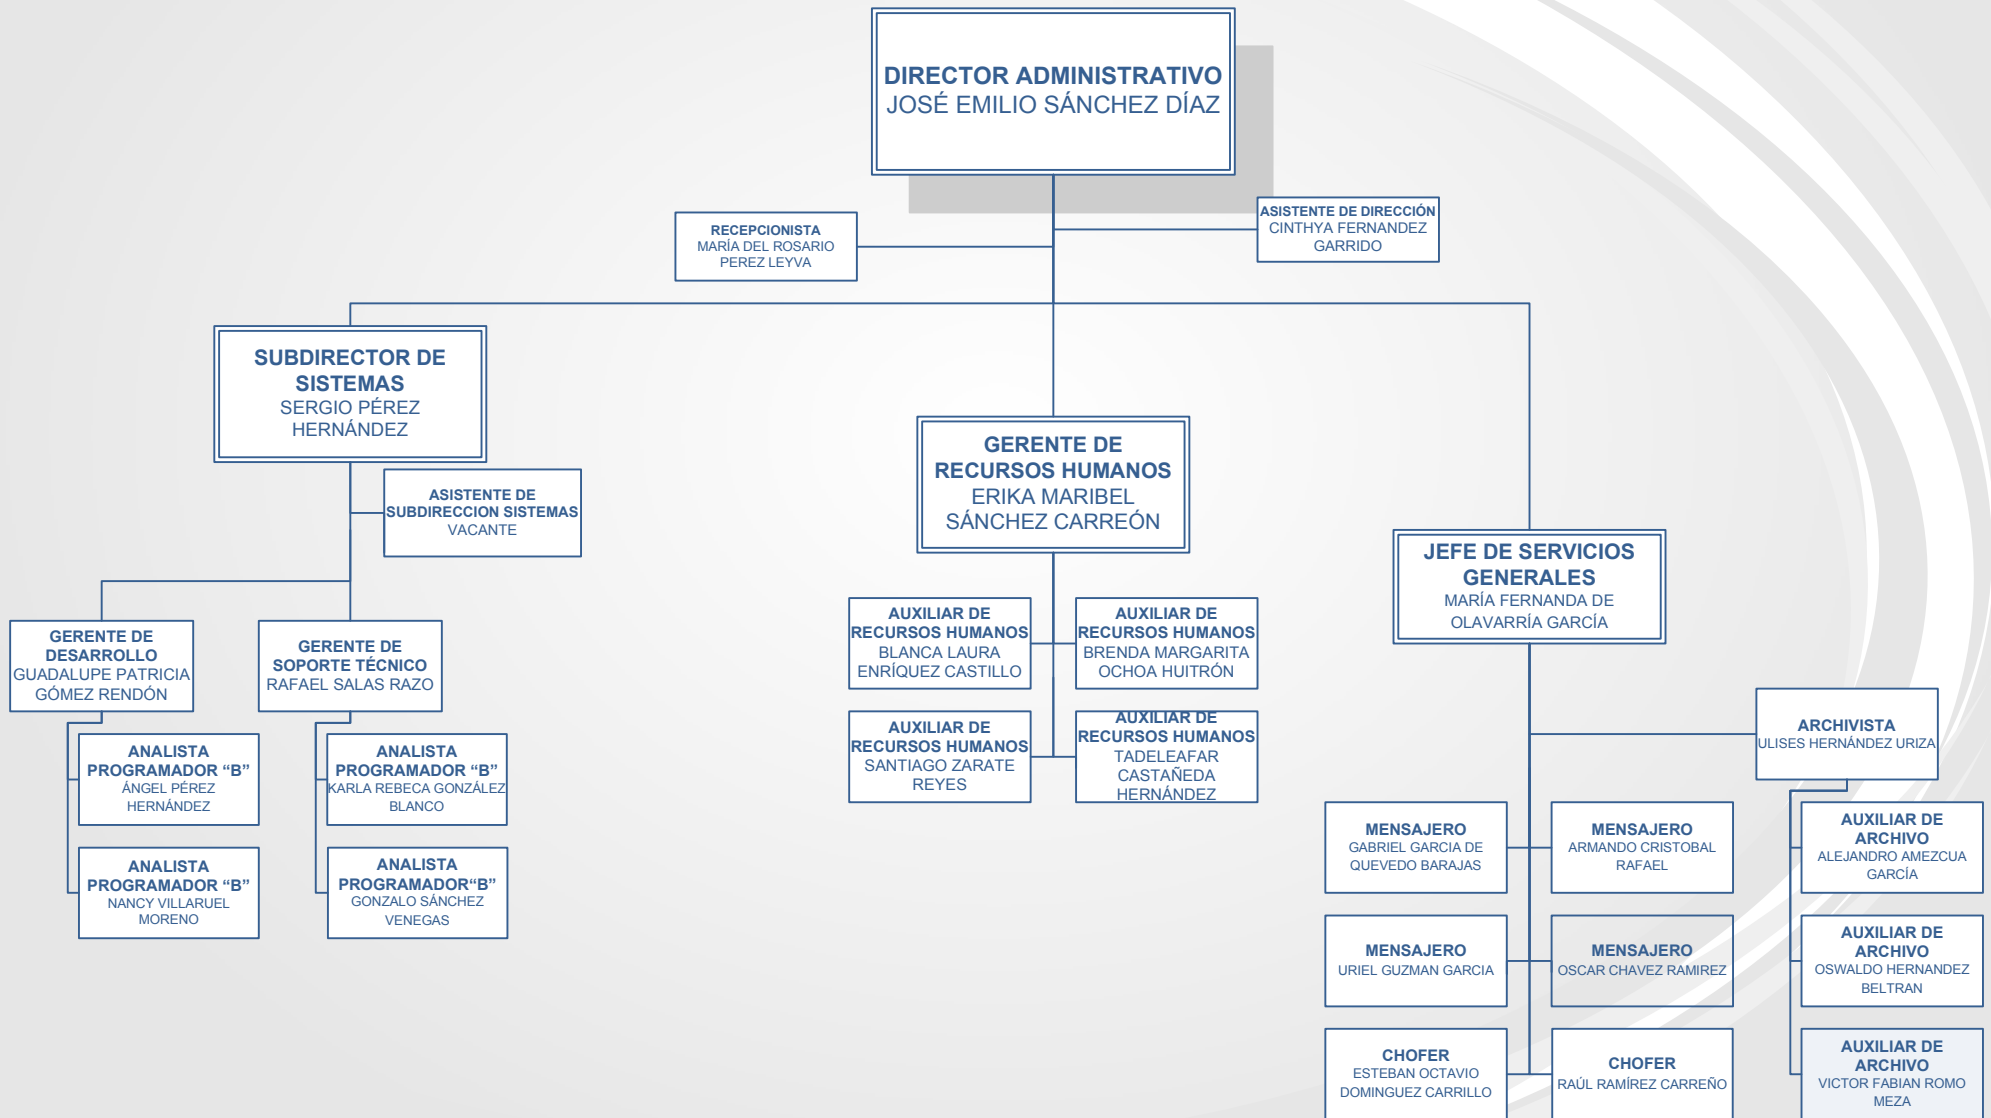 DIRECTOR ADMINISTRATIVO
JOSÉ EMILIO SÁNCHEZ DÍAZ
RECEPCIONISTA
MARÍA DEL ROSARIO
PEREZ LEYVA
ASISTENTE DE DIRECCIÓN
CINTHYA FERNANDEZ
GARRIDO
SUBDIRECTOR DE
SISTEMAS
SERGIO PÉREZ
HERNÁNDEZ
ASISTENTE DE
SUBDIRECCION SISTEMAS
VACANTE
GERENTE DE
DESARROLLO
GUADALUPE PATRICIA
GÓMEZ RENDÓN
ANALISTA
PROGRAMADOR “B”
ÁNGEL PÉREZ
HERNÁNDEZ
ANALISTA
PROGRAMADOR “B”
NANCY VILLARUEL
MORENO
GERENTE DE
SOPORTE TÉCNICO
RAFAEL SALAS RAZO
ANALISTA
PROGRAMADOR “B”
KARLA REBECA GONZÁLEZ
BLANCO
ANALISTA
PROGRAMADOR“B”
GONZALO SÁNCHEZ
VENEGAS
GERENTE DE
RECURSOS HUMANOS
ERIKA MARIBEL
SÁNCHEZ CARREÓN
AUXILIAR DE
RECURSOS HUMANOS
BLANCA LAURA
ENRÍQUEZ CASTILLO
AUXILIAR DE
RECURSOS HUMANOS
BRENDA MARGARITA
OCHOA HUITRÓN
AUXILIAR DE
RECURSOS HUMANOS
SANTIAGO ZARATE
REYES
AUXILIAR DE
RECURSOS HUMANOS
TADELEAFAR
CASTAÑEDA
HERNÁNDEZ
JEFE DE SERVICIOS
GENERALES
MARÍA FERNANDA DE
OLAVARRÍA GARCÍA
ARCHIVISTA
ULISES HERNÁNDEZ URIZA
MENSAJERO
GABRIEL GARCIA DE
QUEVEDO BARAJAS
MENSAJERO
ARMANDO CRISTOBAL
RAFAEL
MENSAJERO
URIEL GUZMAN GARCIA
MENSAJERO
OSCAR CHAVEZ RAMIREZ
CHOFER
ESTEBAN OCTAVIO
DOMINGUEZ CARRILLO
CHOFER
RAÚL RAMÍREZ CARREÑO
AUXILIAR DE
ARCHIVO
ALEJANDRO AMEZCUA
GARCÍA
AUXILIAR DE
ARCHIVO
OSWALDO HERNANDEZ
BELTRAN
AUXILIAR DE
ARCHIVO
VICTOR FABIAN ROMO
MEZA